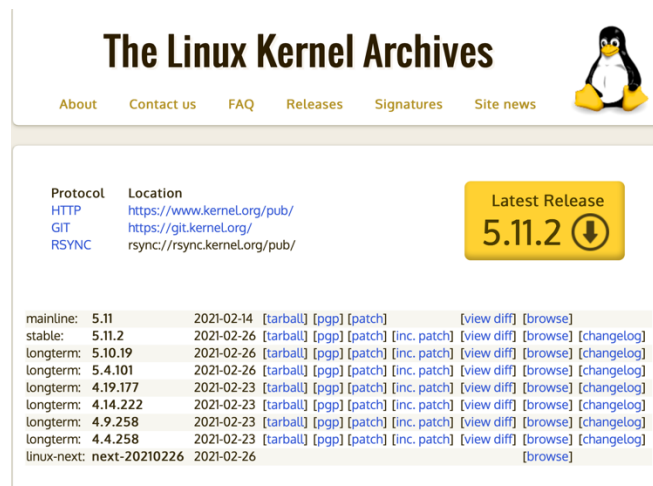 The Linux Kernel Archives
About Contact us FAQ Releases Signatures Site news
Protocol Location
HTTP https://www.kernel.org/pub/
GIT https://git.kernel.org/
RSYNC rsync://rsync.kernel.org/pub/
Latest Release
5.11.2
mainline: 5.11 2021-02-14 [tarball] [pgp] [patch] [view diff] [browse]
stable: 5.11.2 2021-02-26 [tarball] [pgp] [patch] [inc. patch] [view diff] [browse] [changelog]
longterm: 5.10.19 2021-02-26 [tarball] [pgp] [patch] [inc. patch] [view diff] [browse] [changelog]
longterm: 5.4.101 2021-02-26 [tarball] [pgp] [patch] [inc. patch] [view diff] [browse] [changelog]
longterm: 4.19.177 2021-02-23 [tarball] [pgp] [patch] [inc. patch] [view diff] [browse] [changelog]
longterm: 4.14.222 2021-02-23 [tarball] [pgp] [patch] [inc. patch] [view diff] [browse] [changelog]
longterm: 4.9.258 2021-02-23 [tarball] [pgp] [patch] [inc. patch] [view diff] [browse] [changelog]
longterm: 4.4.258 2021-02-23 [tarball] [pgp] [patch] [inc. patch] [view diff] [browse] [changelog]
linux-next: next-20210226 2021-02-26 [browse]